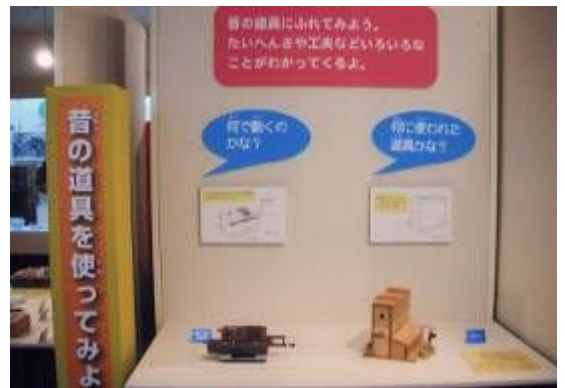 昔の道具にふれてみよう。
たいへんさや工夫などいろいろな
ことがわかってくるよ。
何で動くの
かな?
何に使われた
道具かな?
昔の道具を使ってみよ